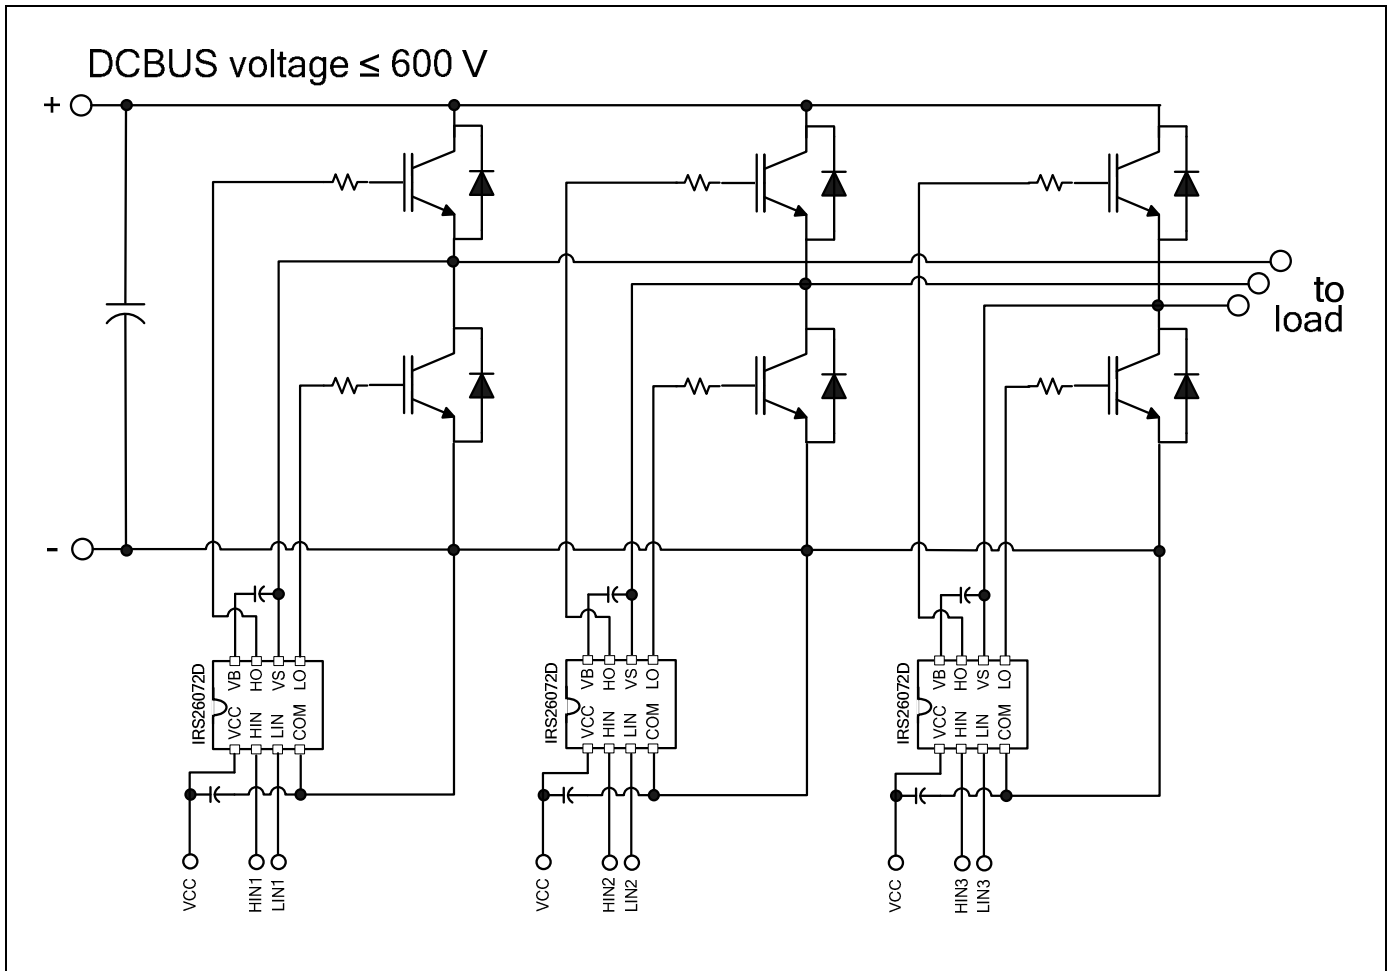 DCBUS voltage ≤ 600 V
+
to
load
-
IRS26072D
VB
HO
VS
LO
VCC
HIN
LIN
COM
IRS26072D
VB
HO
VS
LO
VCC
HIN
LIN
COM
IRS26072D
VB
HO
VS
LO
VCC
HIN
LIN
COM
VCC
HIN1
LIN1
VCC
HIN2
LIN2
VCC
HIN3
LIN3